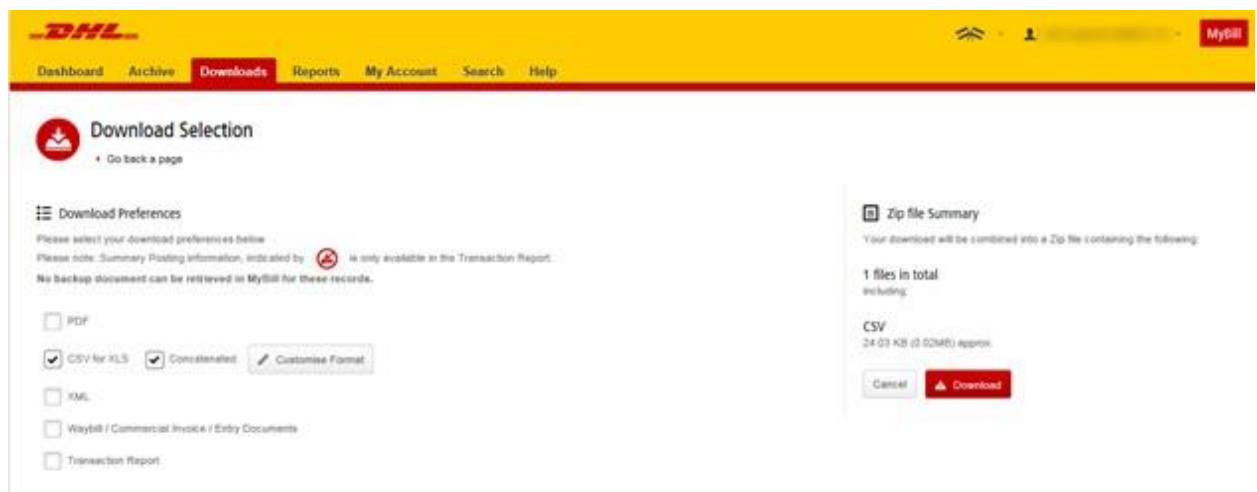 DHL
MyBill
Dashboard Archive Downloads Reports My Account Search Help
Download Selection
Go back a page
Download Preferences
Please select your download preferences below
Please note: Summary Posting information, indicated by is only available in the Transaction Report.
No backup document can be retrieved in MyBill for these records.
PDF
CSV for XLS Concatenated Customise Format
XML
Waybill / Commercial Invoice / Entry Documents
Transaction Report
Zip file Summary
Your download will be combined into a Zip file containing the following:
1 files in total
including:
CSV
24.03 KB (0.02MB) approx.
Cancel Download